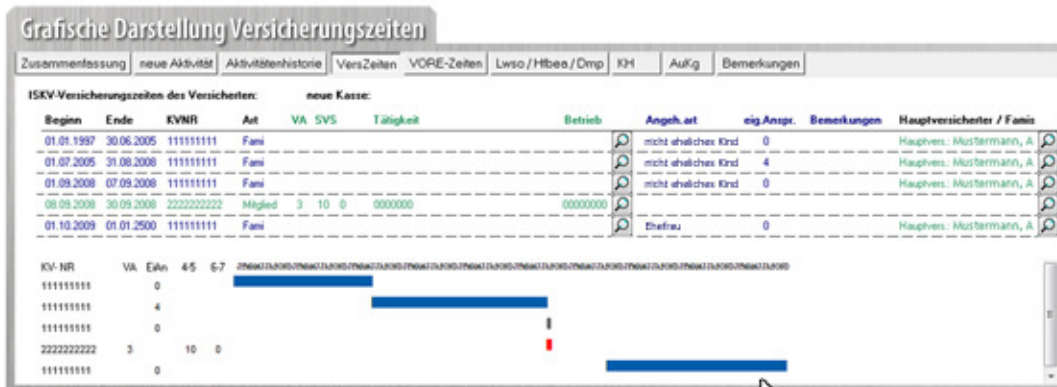 Grafische Darstellung Versicherungszeiten
Zusammenfassung neue Aktivität Aktivitätenhistorie VersZeiten VORE-Zeiten Lwso / Hfbea / Dmp KH AuKg Bemerkungen
ISKV-Versicherungszeiten des Versicherten: neue Kasse:
Beginn Ende KVNR Art VA SVS Tätigkeit Betrieb Angeh.art eig.Anspr. Bemerkungen Hauptversicherter / Famis
01.01.1997 30.06.2005 111111111 Fami nicht eheliches Kind 0 Hauptvers.: Mustermann, A
01.07.2005 31.08.2008 111111111 Fami nicht eheliches Kind 4 Hauptvers.: Mustermann, A
01.09.2008 07.09.2008 111111111 Fami nicht eheliches Kind 0 Hauptvers.: Mustermann, A
08.09.2008 30.09.2008 2222222222 Mitglied 3 10 0 0000000 00000000
01.10.2009 01.01.2500 111111111 Fami Ehefrau 0 Hauptvers.: Mustermann, A
KV-NR VA EiAn 4-5 6-7
111111111 0
111111111 4
111111111 0
2222222222 3 10 0
111111111 0